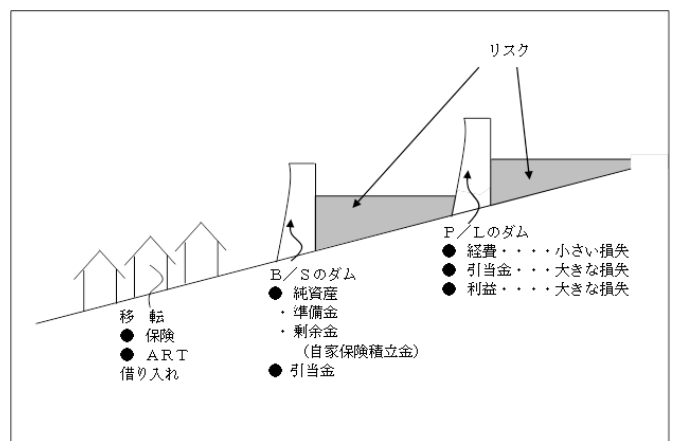 リスク
P/Lのダム
● 経費・・・・小さい損失
● 引当金・・・大きな損失
● 利益・・・・大きな損失
B/Sのダム
● 純資産
・準備金
・剰余金
(自家保険積立金)
● 引当金
移 転
● 保険
● ART
借り入れ